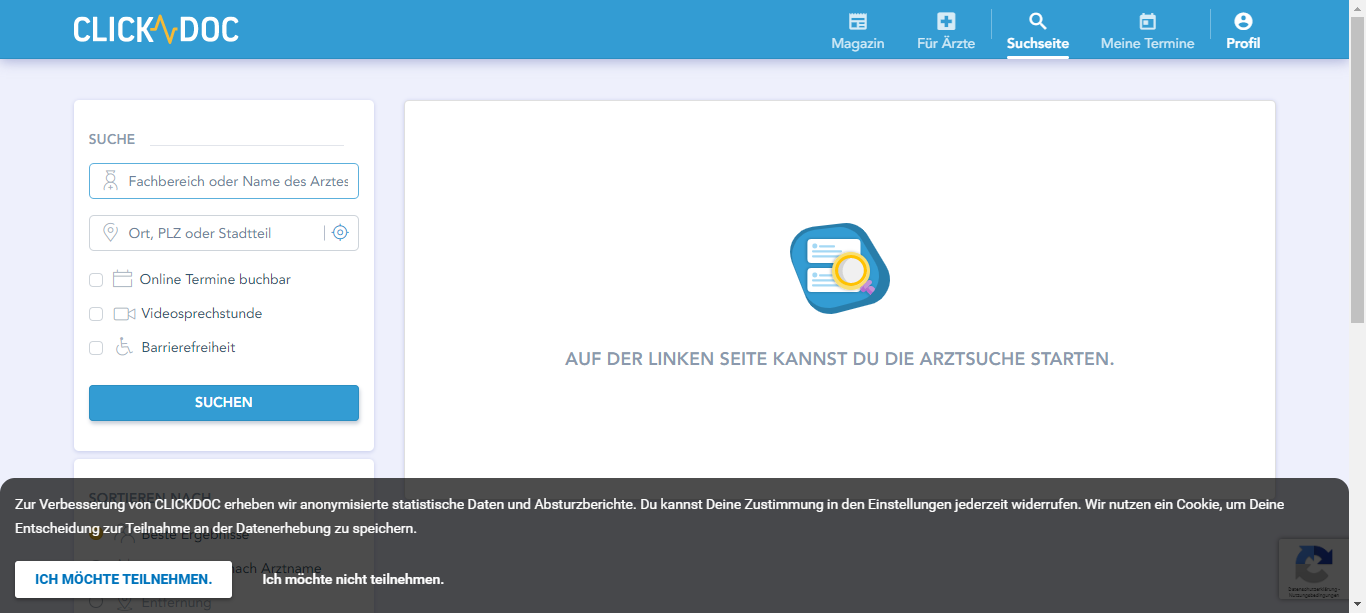 CLICKDOC
Magazin
Für Ärzte
Suchseite
Meine Termine
Profil
SUCHE
Fachbereich oder Name des Arztes
Ort, PLZ oder Stadtteil
Online Termine buchbar
Videosprechstunde
Barrierefreiheit
SUCHEN
AUF DER LINKEN SEITE KANNST DU DIE ARZTSUCHE STARTEN.
SORTIEREN NACH
Zur Verbesserung von CLICKDOC erheben wir anonymisierte statistische Daten und Absturzberichte. Du kannst Deine Zustimmung in den Einstellungen jederzeit widerrufen. Wir nutzen ein Cookie, um Deine
Entscheidung zur Teilnahme an der Datenerhebung zu speichern.
Beste Ergebnisse
nach Arztname
ICH MÖCHTE TEILNEHMEN.
Ich möchte nicht teilnehmen.
Entfernung
Datenschutzerklärung -
Nutzungsbedingungen